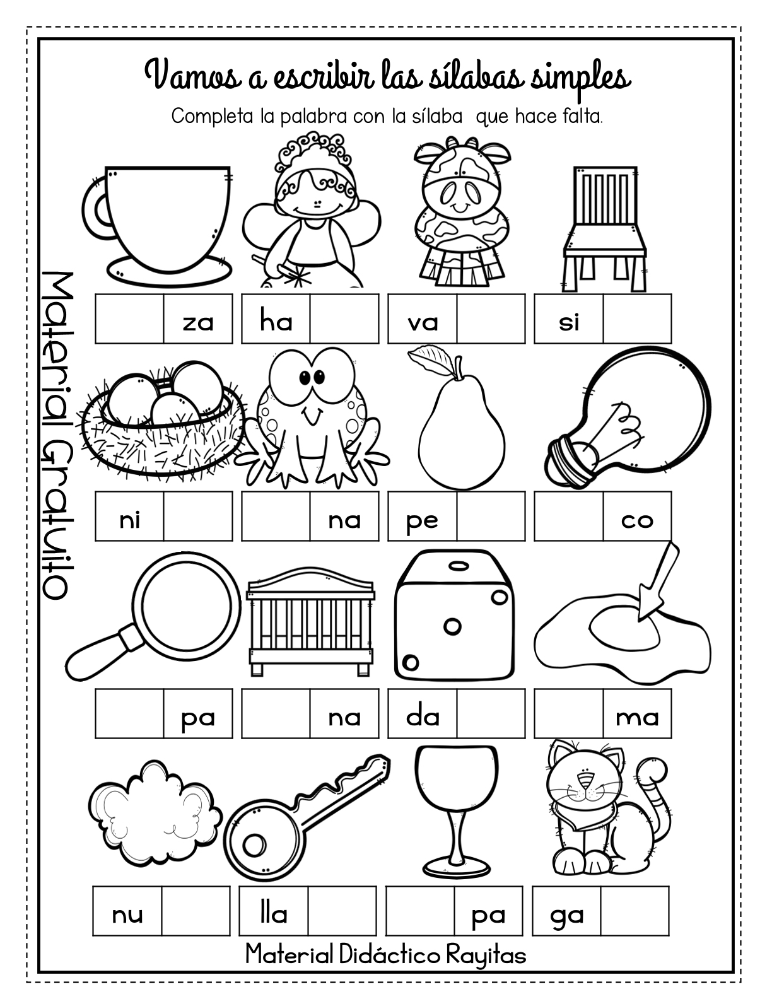 Vamos a escribir las sílabas simples
Completa la palabra con la sílaba que hace falta.
za ha va si
ni na pe co
pa na da ma
nu lla pa ga
Material Didáctico Rayitas
Material Gratuito